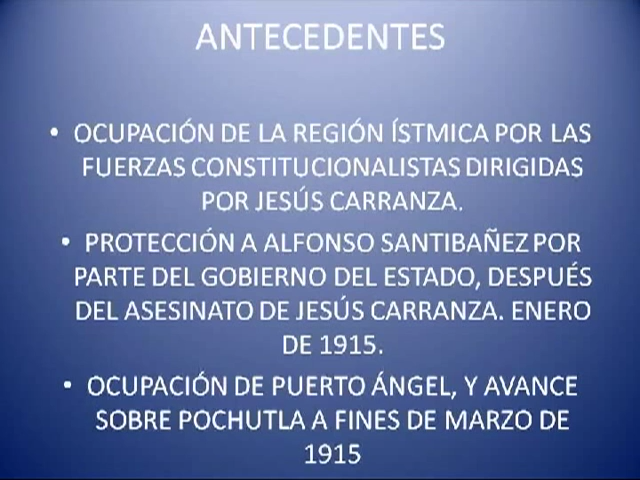 ANTECEDENTES
• OCUPACIÓN DE LA REGIÓN ÍSTMICA POR LAS
FUERZAS CONSTITUCIONALISTAS DIRIGIDAS
POR JESÚS CARRANZA.
• PROTECCIÓN A ALFONSO SANTIBAÑEZ POR
PARTE DEL GOBIERNO DEL ESTADO, DESPUÉS
DEL ASESINATO DE JESÚS CARRANZA. ENERO
DE 1915.
• OCUPACIÓN DE PUERTO ÁNGEL, Y AVANCE
SOBRE POCHUTLA A FINES DE MARZO DE
1915